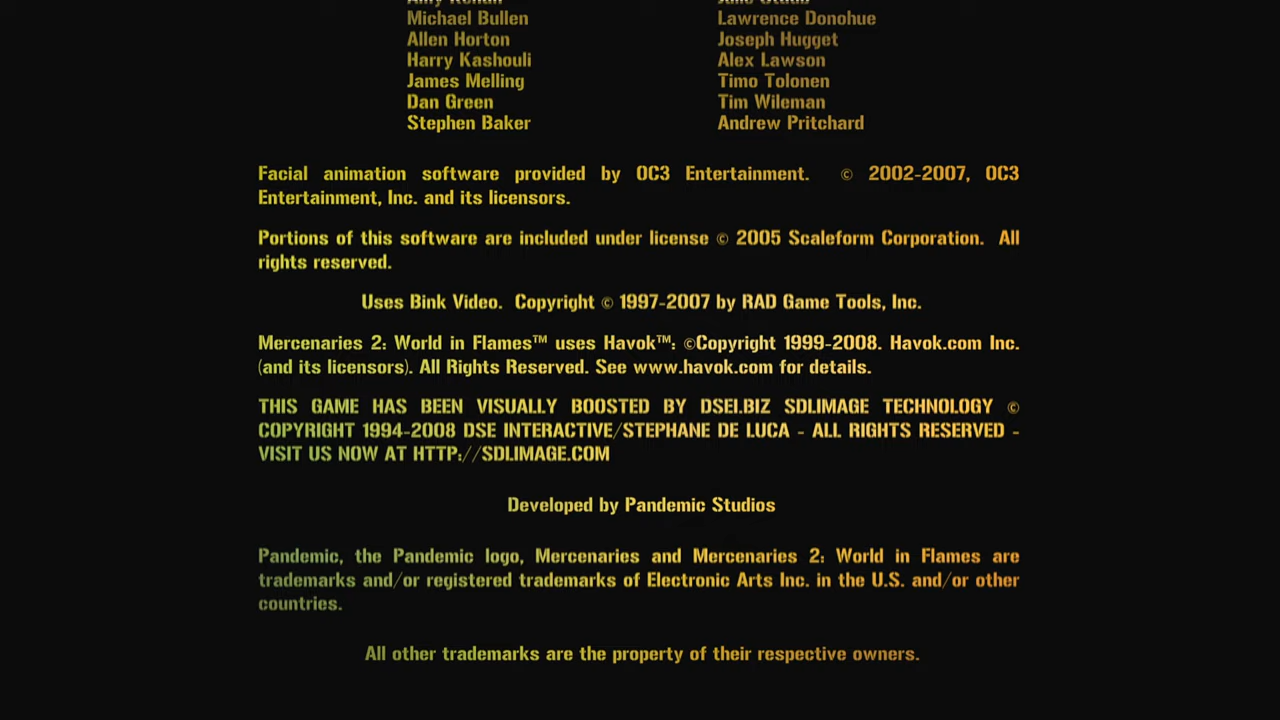 Michael Bullen
Lawrence Donohue
Allen Horton
Joseph Hugget
Harry Kashouli
Alex Lawson
James Melling
Timo Tolonen
Dan Green
Tim Wileman
Stephen Baker
Andrew Pritchard
Facial animation software provided by OC3 Entertainment. © 2002-2007, OC3
Entertainment, Inc. and its licensors.
Portions of this software are included under license © 2005 Scaleform Corporation. All
rights reserved.
Uses Bink Video. Copyright © 1997-2007 by RAD Game Tools, Inc.
Mercenaries 2: World in Flames™ uses Havok™: ©Copyright 1999-2008. Havok.com Inc.
(and its licensors). All Rights Reserved. See www.havok.com for details.
THIS GAME HAS BEEN VISUALLY BOOSTED BY DSEI.BIZ SDLIMAGE TECHNOLOGY ©
COPYRIGHT 1994-2008 DSE INTERACTIVE/STEPHANE DE LUCA - ALL RIGHTS RESERVED -
VISIT US NOW AT HTTP://SDLIMAGE.COM
Developed by Pandemic Studios
Pandemic, the Pandemic logo, Mercenaries and Mercenaries 2: World in Flames are
trademarks and/or registered trademarks of Electronic Arts Inc. in the U.S. and/or other
countries.
All other trademarks are the property of their respective owners.